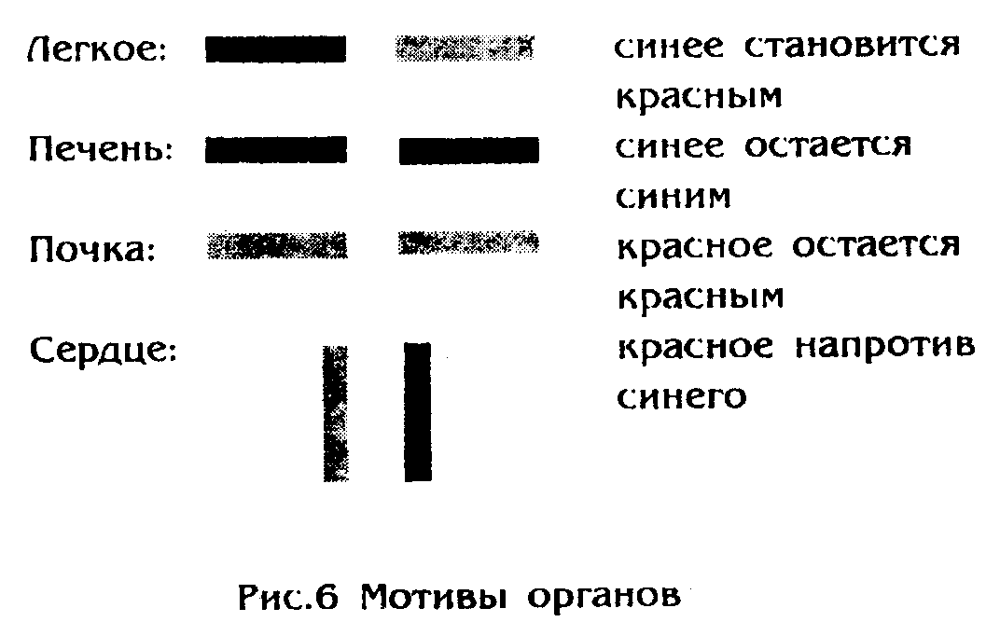 Легкое: синее становится
красным
Печень: синее остается
синим
Почка: красное остается
красным
Сердце: красное напротив
синего
Рис.6 Мотивы органов